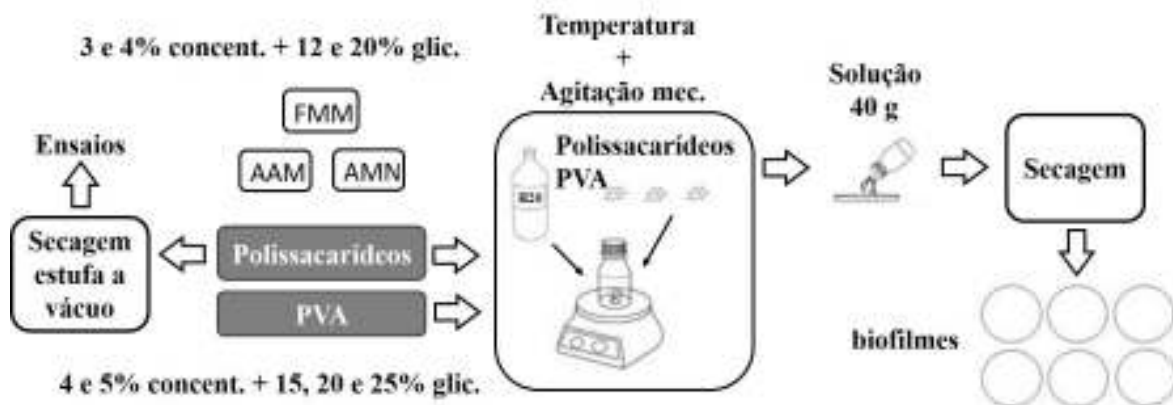 3 e 4% concent. + 12 e 20% glic.
FMM
AAM
AMN
Ensaios
Secagem
estufa a
vácuo
Polissacarídeos
PVA
4 e 5% concent. + 15, 20 e 25% glic.
Temperatura
+
Agitação mec.
Polissacarídeos
PVA
H2O
Solução
40 g
Secagem
biofilmes